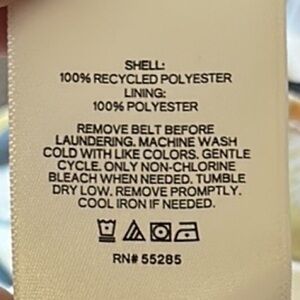 SHELL:
100% RECYCLED POLYESTER
LINING:
100% POLYESTER
REMOVE BELT BEFORE
LAUNDERING. MACHINE WASH
COLD WITH LIKE COLORS. GENTLE
CYCLE. ONLY NON-CHLORINE
BLEACH WHEN NEEDED. TUMBLE
DRY LOW. REMOVE PROMPTLY.
COOL IRON IF NEEDED.
RN# 55285